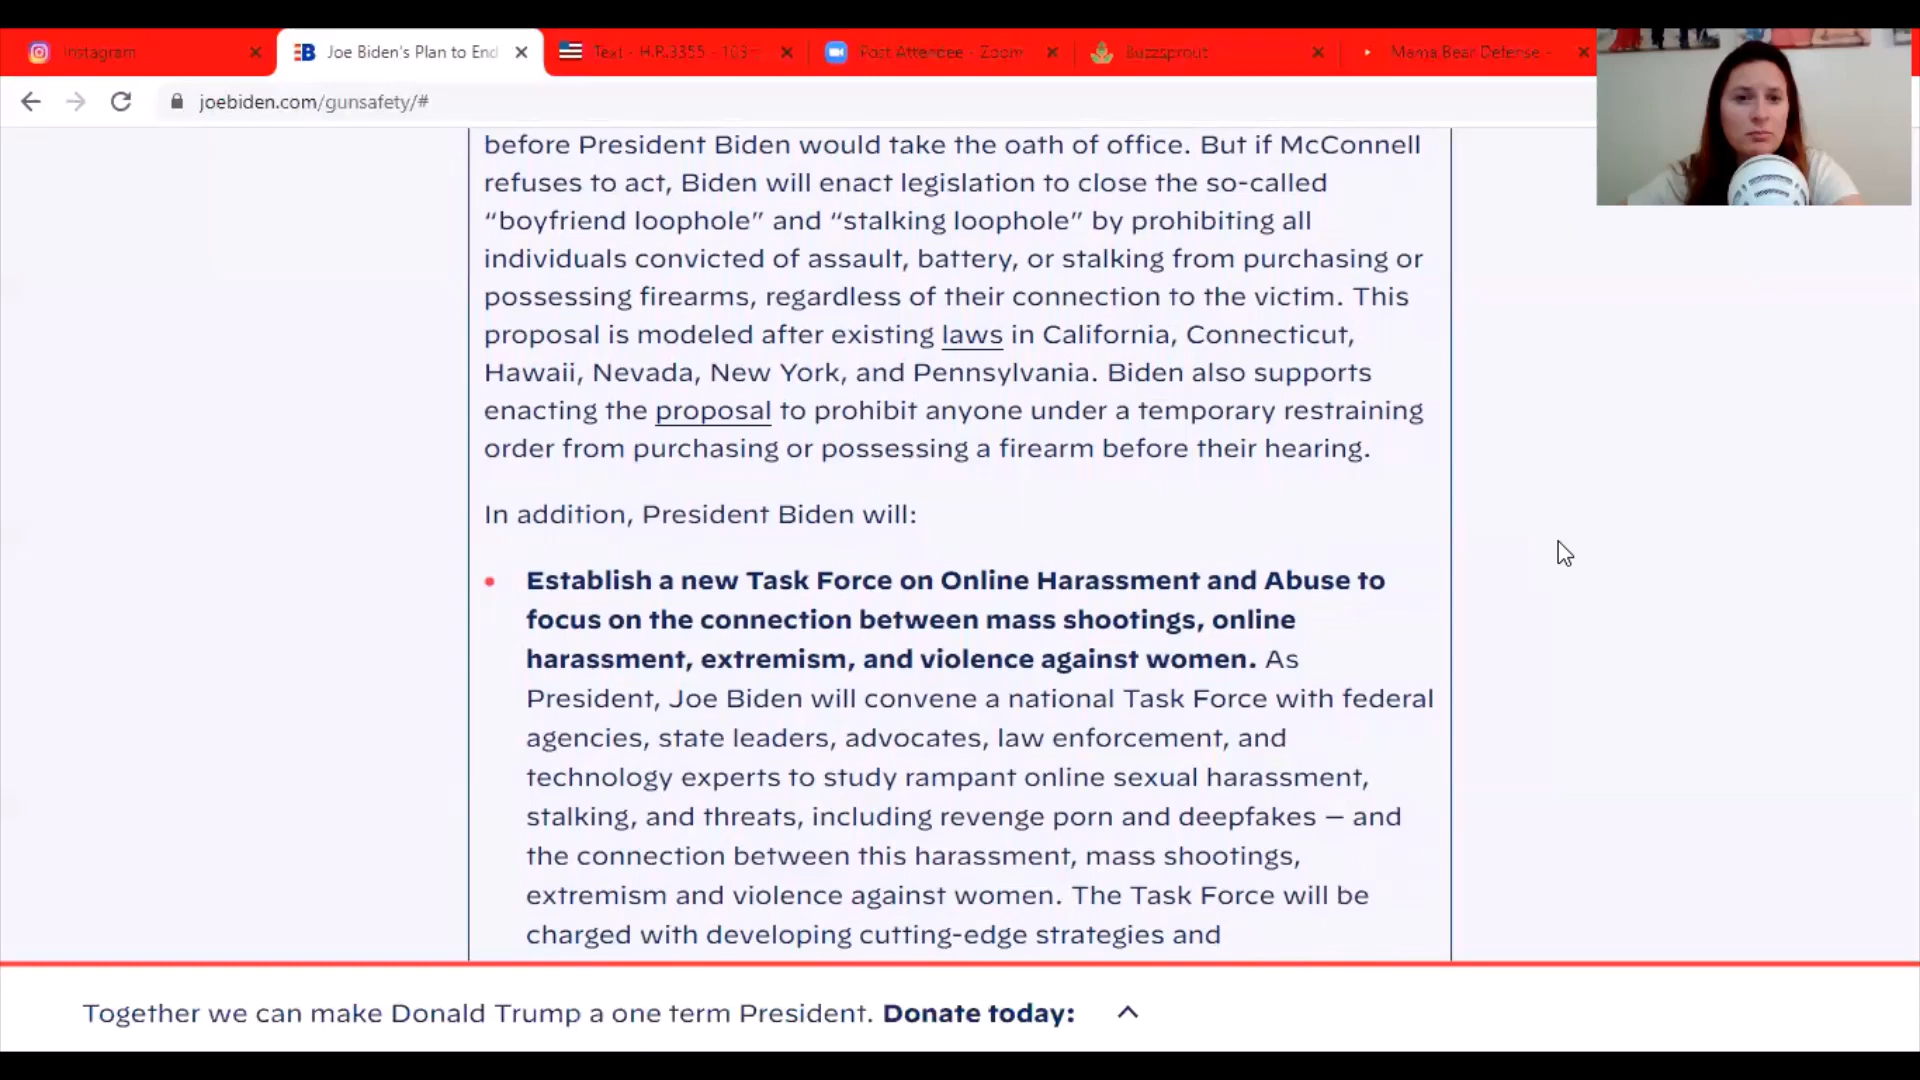 Instagram
Joe Biden's Plan to End
Text - H.R.3355 - 103
Post Attendee - Zoom
Buzzsprout
Mama Bear Defense -
joebiden.com/gunsafety/#
before President Biden would take the oath of office. But if McConnell
refuses to act, Biden will enact legislation to close the so-called
“boyfriend loophole” and “stalking loophole” by prohibiting all
individuals convicted of assault, battery, or stalking from purchasing or
possessing firearms, regardless of their connection to the victim. This
proposal is modeled after existing laws in California, Connecticut,
Hawaii, Nevada, New York, and Pennsylvania. Biden also supports
enacting the proposal to prohibit anyone under a temporary restraining
order from purchasing or possessing a firearm before their hearing.
In addition, President Biden will:
• Establish a new Task Force on Online Harassment and Abuse to
focus on the connection between mass shootings, online
harassment, extremism, and violence against women. As
President, Joe Biden will convene a national Task Force with federal
agencies, state leaders, advocates, law enforcement, and
technology experts to study rampant online sexual harassment,
stalking, and threats, including revenge porn and deepfakes — and
the connection between this harassment, mass shootings,
extremism and violence against women. The Task Force will be
charged with developing cutting-edge strategies and
Together we can make Donald Trump a one term President. Donate today: